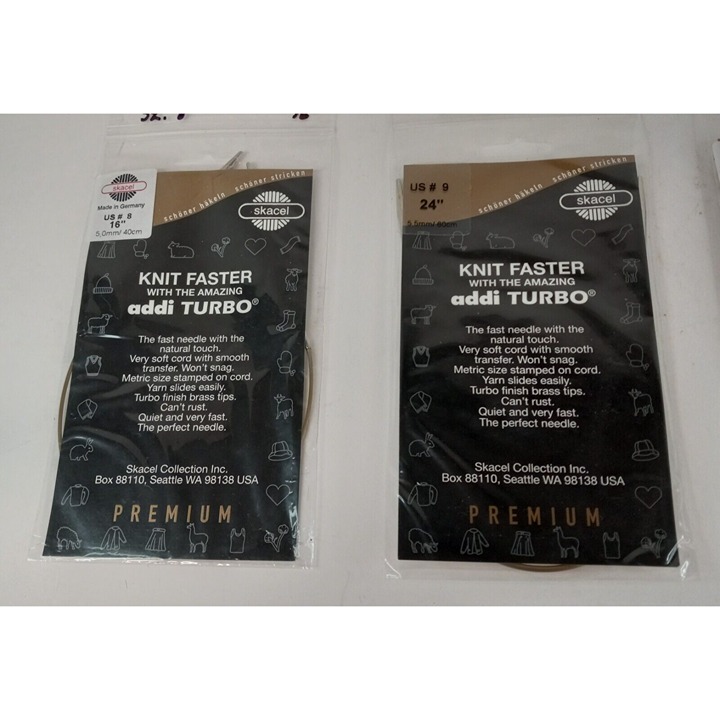 skacel
Made in Germany
US # 8
16"
5,0mm/ 40cm
schöner häkeln schöner stricken
skacel
KNIT FASTER
WITH THE AMAZING
addi TURBO®
The fast needle with the
natural touch.
Very soft cord with smooth
transfer. Won't snag.
Metric size stamped on cord.
Yarn slides easily.
Turbo finish brass tips.
Can't rust.
Quiet and very fast.
The perfect needle.
Skacel Collection Inc.
Box 88110, Seattle WA 98138 USA
PREMIUM
US # 9
24"
5.5mm/ 60cm
schöner häkeln schöner stricken
skacel
KNIT FASTER
WITH THE AMAZING
addi TURBO®
The fast needle with the
natural touch.
Very soft cord with smooth
transfer. Won't snag.
Metric size stamped on cord.
Yarn slides easily.
Turbo finish brass tips.
Can't rust.
Quiet and very fast.
The perfect needle.
Skacel Collection Inc.
Box 88110, Seattle WA 98138 USA
PREMIUM